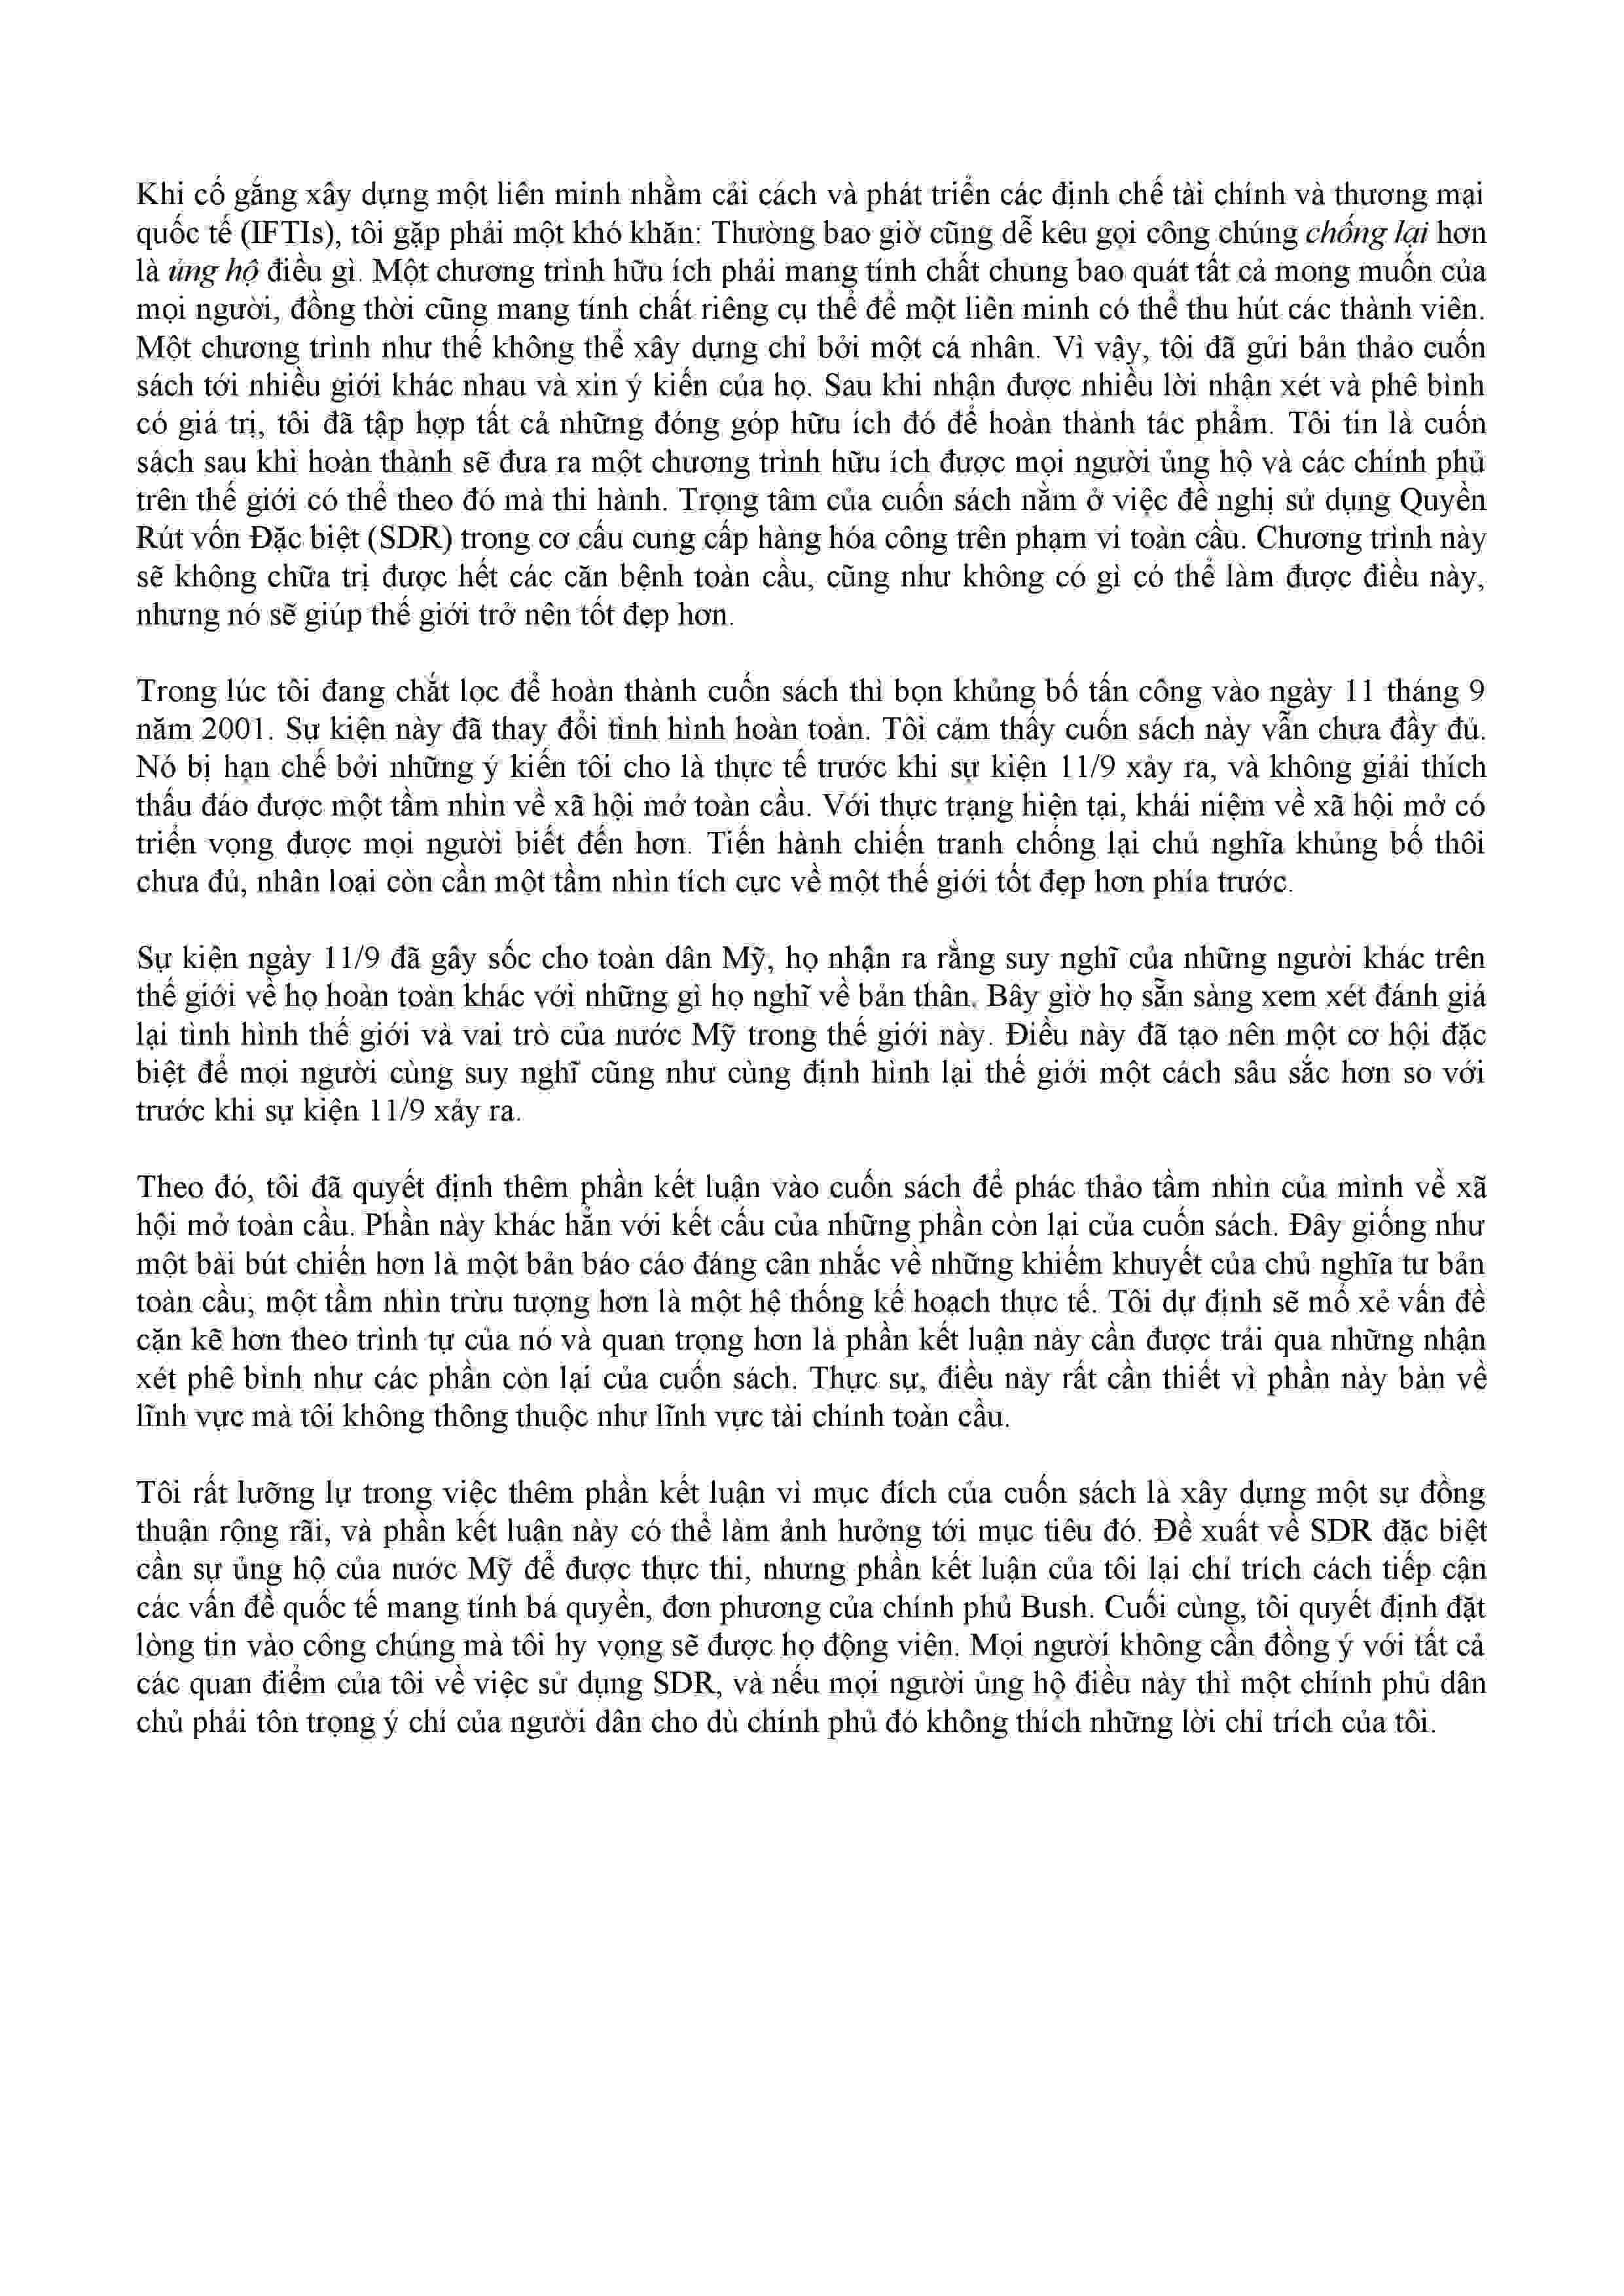 Khi cố gắng xây dựng một liên minh nhằm cải cách và phát triển các định chế tài chính và thương mại
quốc tế (IFTIs), tôi gặp phải một khó khăn: Thường bao giờ cũng dễ kêu gọi công chúng chống lại hơn
là ủng hộ điều gì. Một chương trình hữu ích phải mang tính chất chung bao quát tất cả mong muốn của
mọi người, đồng thời cũng mang tính chất riêng cụ thể để một liên minh có thể thu hút các thành viên.
Một chương trình như thế không thể xây dựng chỉ bởi một cá nhân. Vì vậy, tôi đã gửi bản thảo cuốn
sách tới nhiều giới khác nhau và xin ý kiến của họ. Sau khi nhận được nhiều lời nhận xét và phê bình
có giá trị, tôi đã tập hợp tất cả những đóng góp hữu ích đó để hoàn thành tác phẩm. Tôi tin là cuốn
sách sau khi hoàn thành sẽ đưa ra một chương trình hữu ích được mọi người ủng hộ và các chính phủ
trên thế giới có thể theo đó mà thi hành. Trọng tâm của cuốn sách nằm ở việc đề nghị sử dụng Quyền
Rút vốn Đặc biệt (SDR) trong cơ cấu cung cấp hàng hóa công trên phạm vi toàn cầu. Chương trình này
sẽ không chữa trị được hết các căn bệnh toàn cầu, cũng như không có gì có thể làm được điều này,
nhưng nó sẽ giúp thế giới trở nên tốt đẹp hơn.
Trong lúc tôi đang chắt lọc để hoàn thành cuốn sách thì bọn khủng bố tấn công vào ngày 11 tháng 9
năm 2001. Sự kiện này đã thay đổi tình hình hoàn toàn. Tôi cảm thấy cuốn sách này vẫn chưa đầy đủ.
Nó bị hạn chế bởi những ý kiến tôi cho là thực tế trước khi sự kiện 11/9 xảy ra, và không giải thích
thấu đáo được một tầm nhìn về xã hội mở toàn cầu. Với thực trạng hiện tại, khái niệm về xã hội mở có
triển vọng được mọi người biết đến hơn. Tiến hành chiến tranh chống lại chủ nghĩa khủng bố thôi
chưa đủ, nhân loại còn cần một tầm nhìn tích cực về một thế giới tốt đẹp hơn phía trước.
Sự kiện ngày 11/9 đã gây sốc cho toàn dân Mỹ, họ nhận ra rằng suy nghĩ của những người khác trên
thế giới về họ hoàn toàn khác với những gì họ nghĩ về bản thân. Bây giờ họ sẵn sàng xem xét đánh giá
lại tình hình thế giới và vai trò của nước Mỹ trong thế giới này. Điều này đã tạo nên một cơ hội đặc
biệt để mọi người cùng suy nghĩ cũng như cùng định hình lại thế giới một cách sâu sắc hơn so với
trước khi sự kiện 11/9 xảy ra.
Theo đó, tôi đã quyết định thêm phần kết luận vào cuốn sách để phác thảo tầm nhìn của mình về xã
hội mở toàn cầu. Phần này khác hẳn với kết cấu của những phần còn lại của cuốn sách. Đây giống như
một bài bút chiến hơn là một bản báo cáo đáng cân nhắc về những khiếm khuyết của chủ nghĩa tư bản
toàn cầu; một tầm nhìn trừu tượng hơn là một hệ thống kế hoạch thực tế. Tôi dự định sẽ mổ xẻ vấn đề
cặn kẽ hơn theo trình tự của nó và quan trọng hơn là phần kết luận này cần được trải qua những nhận
xét phê bình như các phần còn lại của cuốn sách. Thực sự, điều này rất cần thiết vì phần này bàn về
lĩnh vực mà tôi không thông thuộc như lĩnh vực tài chính toàn cầu.
Tôi rất lưỡng lự trong việc thêm phần kết luận vì mục đích của cuốn sách là xây dựng một sự đồng
thuận rộng rãi, và phần kết luận này có thể làm ảnh hưởng tới mục tiêu đó. Đề xuất về SDR đặc biệt
cần sự ủng hộ của nước Mỹ để được thực thi, nhưng phần kết luận của tôi lại chỉ trích cách tiếp cận
các vấn đề quốc tế mang tính bá quyền, đơn phương của chính phủ Bush. Cuối cùng, tôi quyết định đặt
lòng tin vào công chúng mà tôi hy vọng sẽ được họ động viên. Mọi người không cần đồng ý với tất cả
các quan điểm của tôi về việc sử dụng SDR, và nếu mọi người ủng hộ điều này thì một chính phủ dân
chủ phải tôn trọng ý chí của người dân cho dù chính phủ đó không thích những lời chỉ trích của tôi.